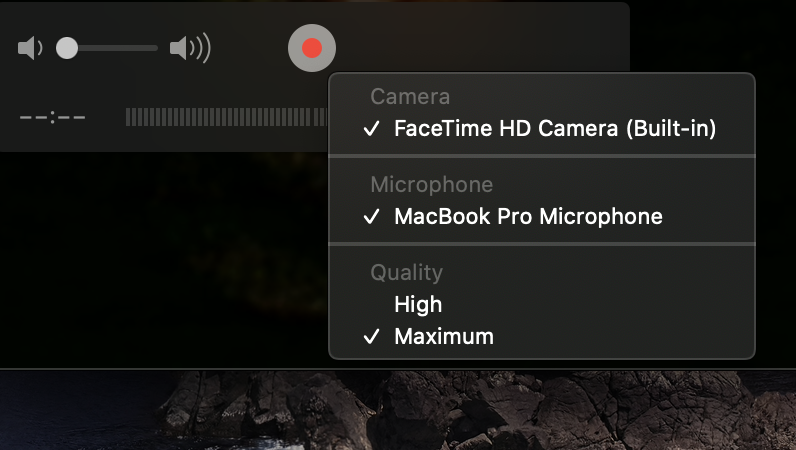 --:--
Camera
✓ FaceTime HD Camera (Built-in)
Microphone
✓ MacBook Pro Microphone
Quality
High
✓ Maximum